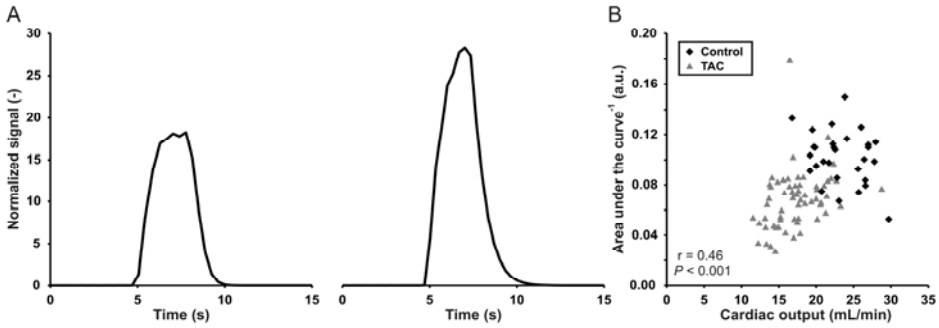 A
Normalized signal (-)
30
25
20
15
10
5
0
0 5 10 15
Time (s)
0 5 10 15
Time (s)
B
Area under the curve⁻¹ (a.u.)
0.20
0.16
0.12
0.08
0.04
0.00
Control
TAC
r = 0.46
P < 0.001
0 5 10 15 20 25 30 35
Cardiac output (mL/min)